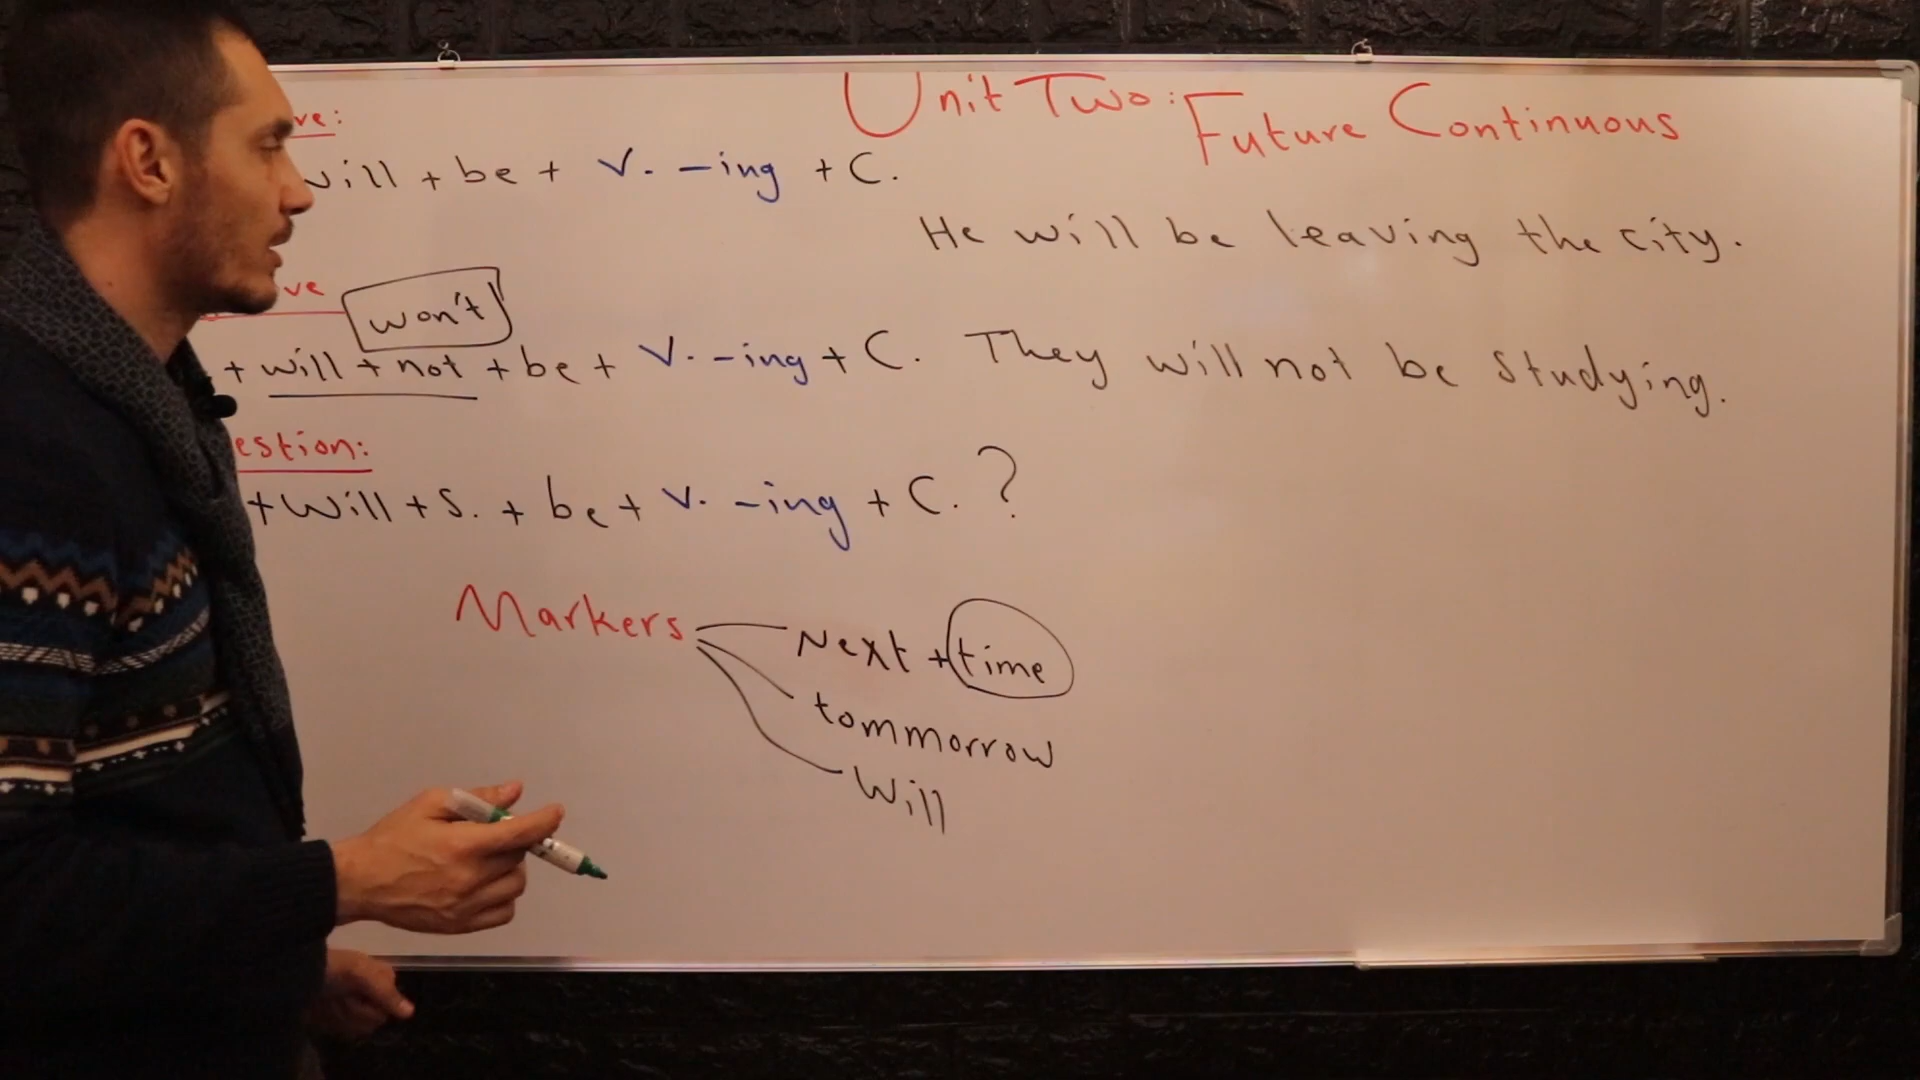 Unit Two: Future Continuous
ve:
will + be + V. -ing + C.
He will be leaving the city.
ve
won't
+ will + not + be + V. -ing + C. They will not be studying.
estion:
+ Will + S. + be + V. -ing + C. ?
Markers
Next + time
tommorrow
Will